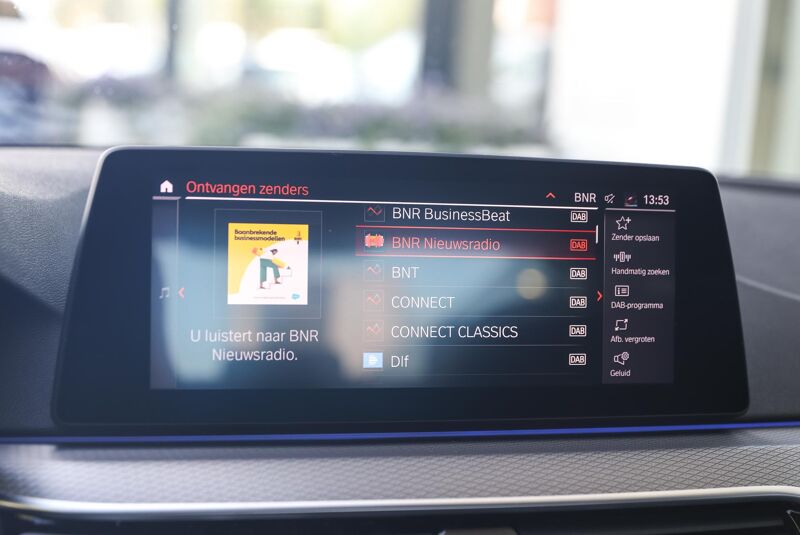 Ontvangen zenders
BNR
13:53
Baanbrekende
businessmodellen
U luistert naar BNR
Nieuwsradio.
BNR BusinessBeat DAB
BNR Nieuwsradio DAB
BNT DAB
CONNECT DAB
CONNECT CLASSICS DAB
Dlf DAB
Zender opslaan
Handmatig zoeken
DAB-programma
Afb. vergroten
Geluid